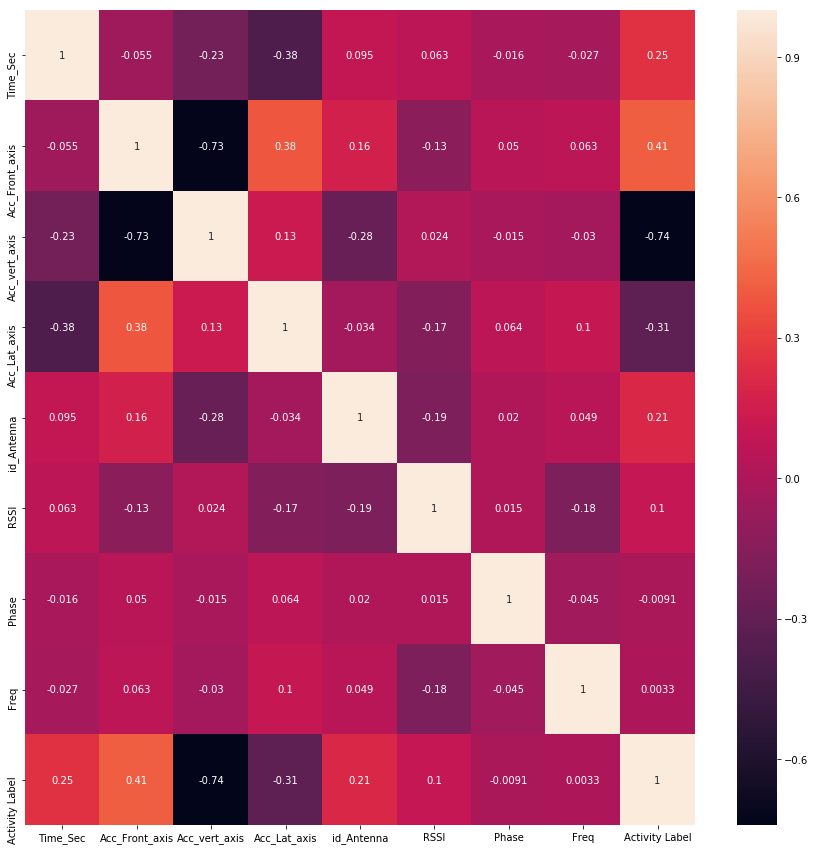 Time_Sec 1 -0.055 -0.23 -0.38 0.095 0.063 -0.016 -0.027 0.25
Acc_Front_axis -0.055 1 -0.73 0.38 0.16 -0.13 0.05 0.063 0.41
Acc_vert_axis -0.23 -0.73 1 0.13 -0.28 0.024 -0.015 -0.03 -0.74
Acc_Lat_axis -0.38 0.38 0.13 1 -0.034 -0.17 0.064 0.1 -0.31
id_Antenna 0.095 0.16 -0.28 -0.034 1 -0.19 0.02 0.049 0.21
RSSI 0.063 -0.13 0.024 -0.17 -0.19 1 0.015 -0.18 0.1
Phase -0.016 0.05 -0.015 0.064 0.02 0.015 1 -0.045 -0.0091
Freq -0.027 0.063 -0.03 0.1 0.049 -0.18 -0.045 1 0.0033
Activity Label 0.25 0.41 -0.74 -0.31 0.21 0.1 -0.0091 0.0033 1
Time_Sec Acc_Front_axis Acc_vert_axis Acc_Lat_axis id_Antenna RSSI Phase Freq Activity Label
0.9
0.6
0.3
0.0
−0.3
−0.6